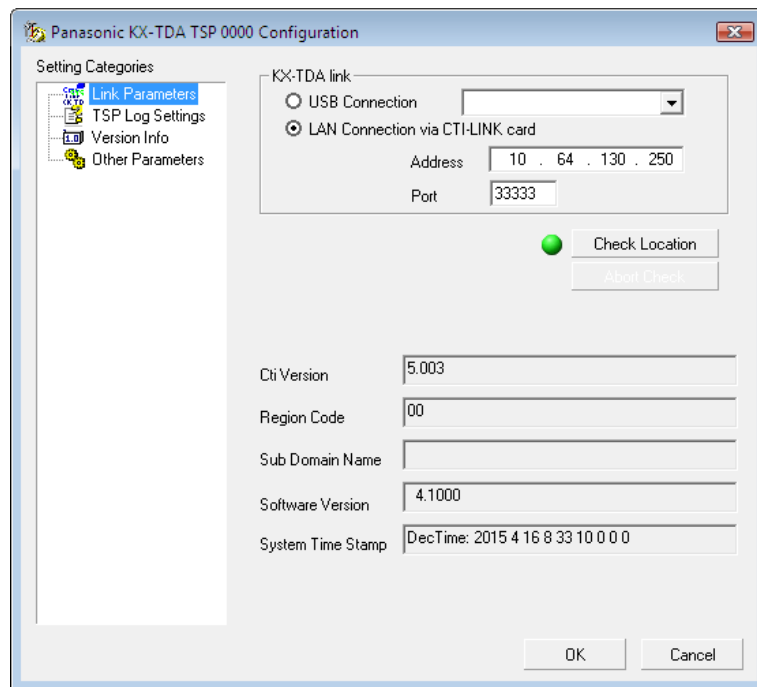 Panasonic KX-TDA TSP 0000 Configuration
Setting Categories
Link Parameters
TSP Log Settings
Version Info
Other Parameters
KX-TDA link
USB Connection
LAN Connection via CTI-LINK card
Address 10 . 64 . 130 . 250
Port 33333
Check Location
Abort Check
Cti Version 5.003
Region Code 00
Sub Domain Name
Software Version 4.1000
System Time Stamp DecTime: 2015 4 16 8 33 10 0 0 0
OK Cancel